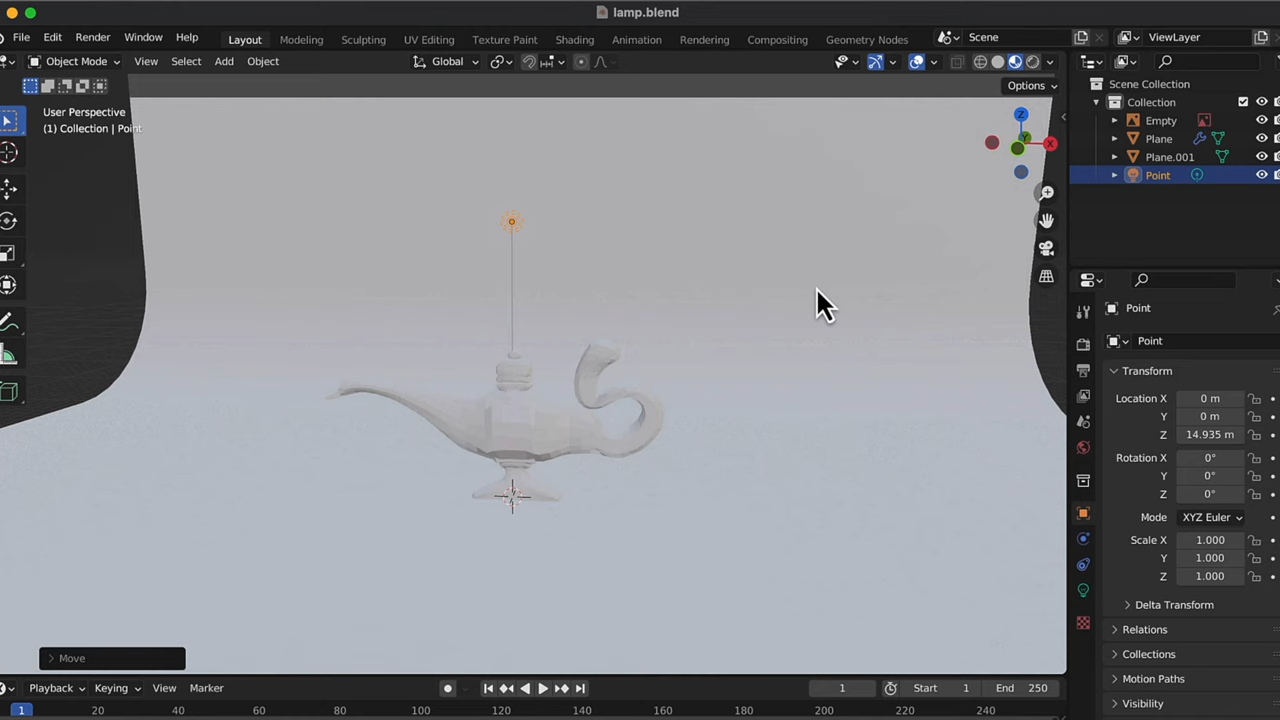 lamp.blend
File Edit Render Window Help Layout Modeling Sculpting UV Editing Texture Paint Shading Animation Rendering Compositing Geometry Nodes Scene ViewLayer
Object Mode View Select Add Object Global
Options
User Perspective
(1) Collection | Point
Z
Y
X
Scene Collection
Collection
Empty
Plane
Plane.001
Point
Point
Point
Transform
Location X 0 m
Y 0 m
Z 14.935 m
Rotation X 0°
Y 0°
Z 0°
Mode XYZ Euler
Scale X 1.000
Y 1.000
Z 1.000
Delta Transform
Relations
Collections
Motion Paths
Visibility
Move
Playback Keying View Marker 1 Start 1 End 250
1 20 40 60 80 100 120 140 160 180 200 220 240